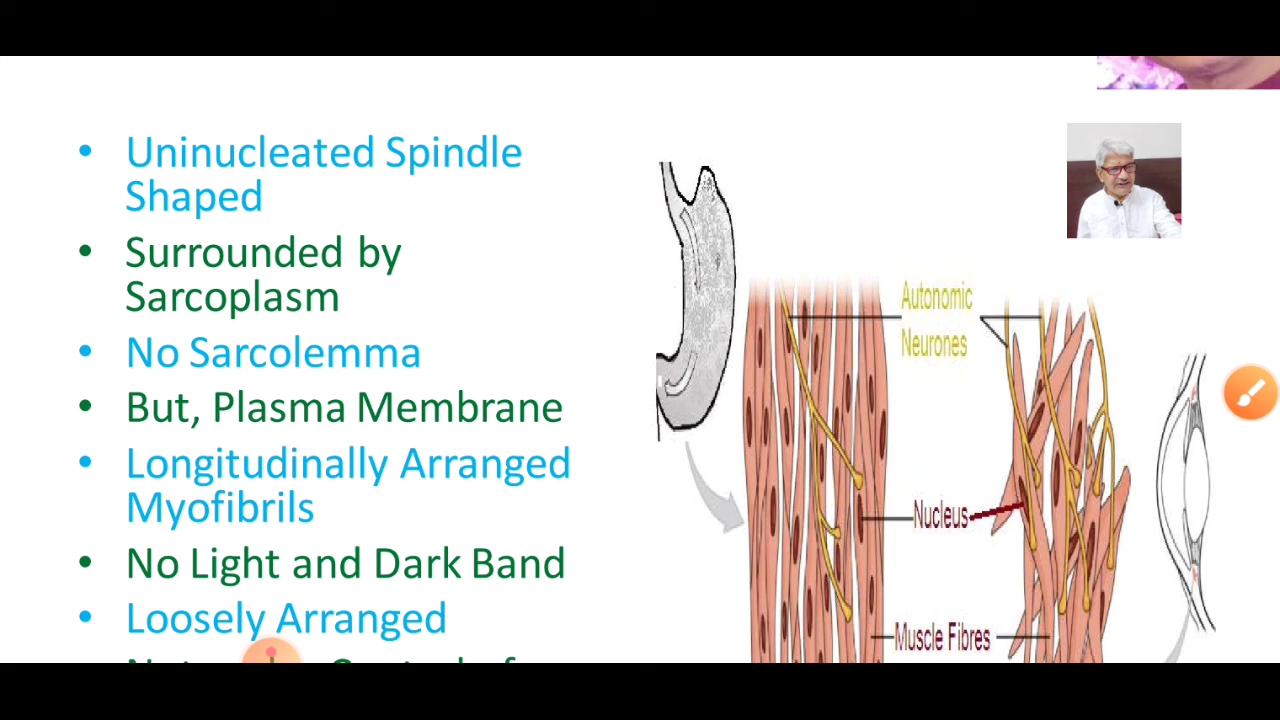 • Uninucleated Spindle
Shaped
• Surrounded by
Sarcoplasm
• No Sarcolemma
• But, Plasma Membrane
• Longitudinally Arranged
Myofibrils
• No Light and Dark Band
• Loosely Arranged
Autonomic
Neurones
Nucleus
Muscle Fibres